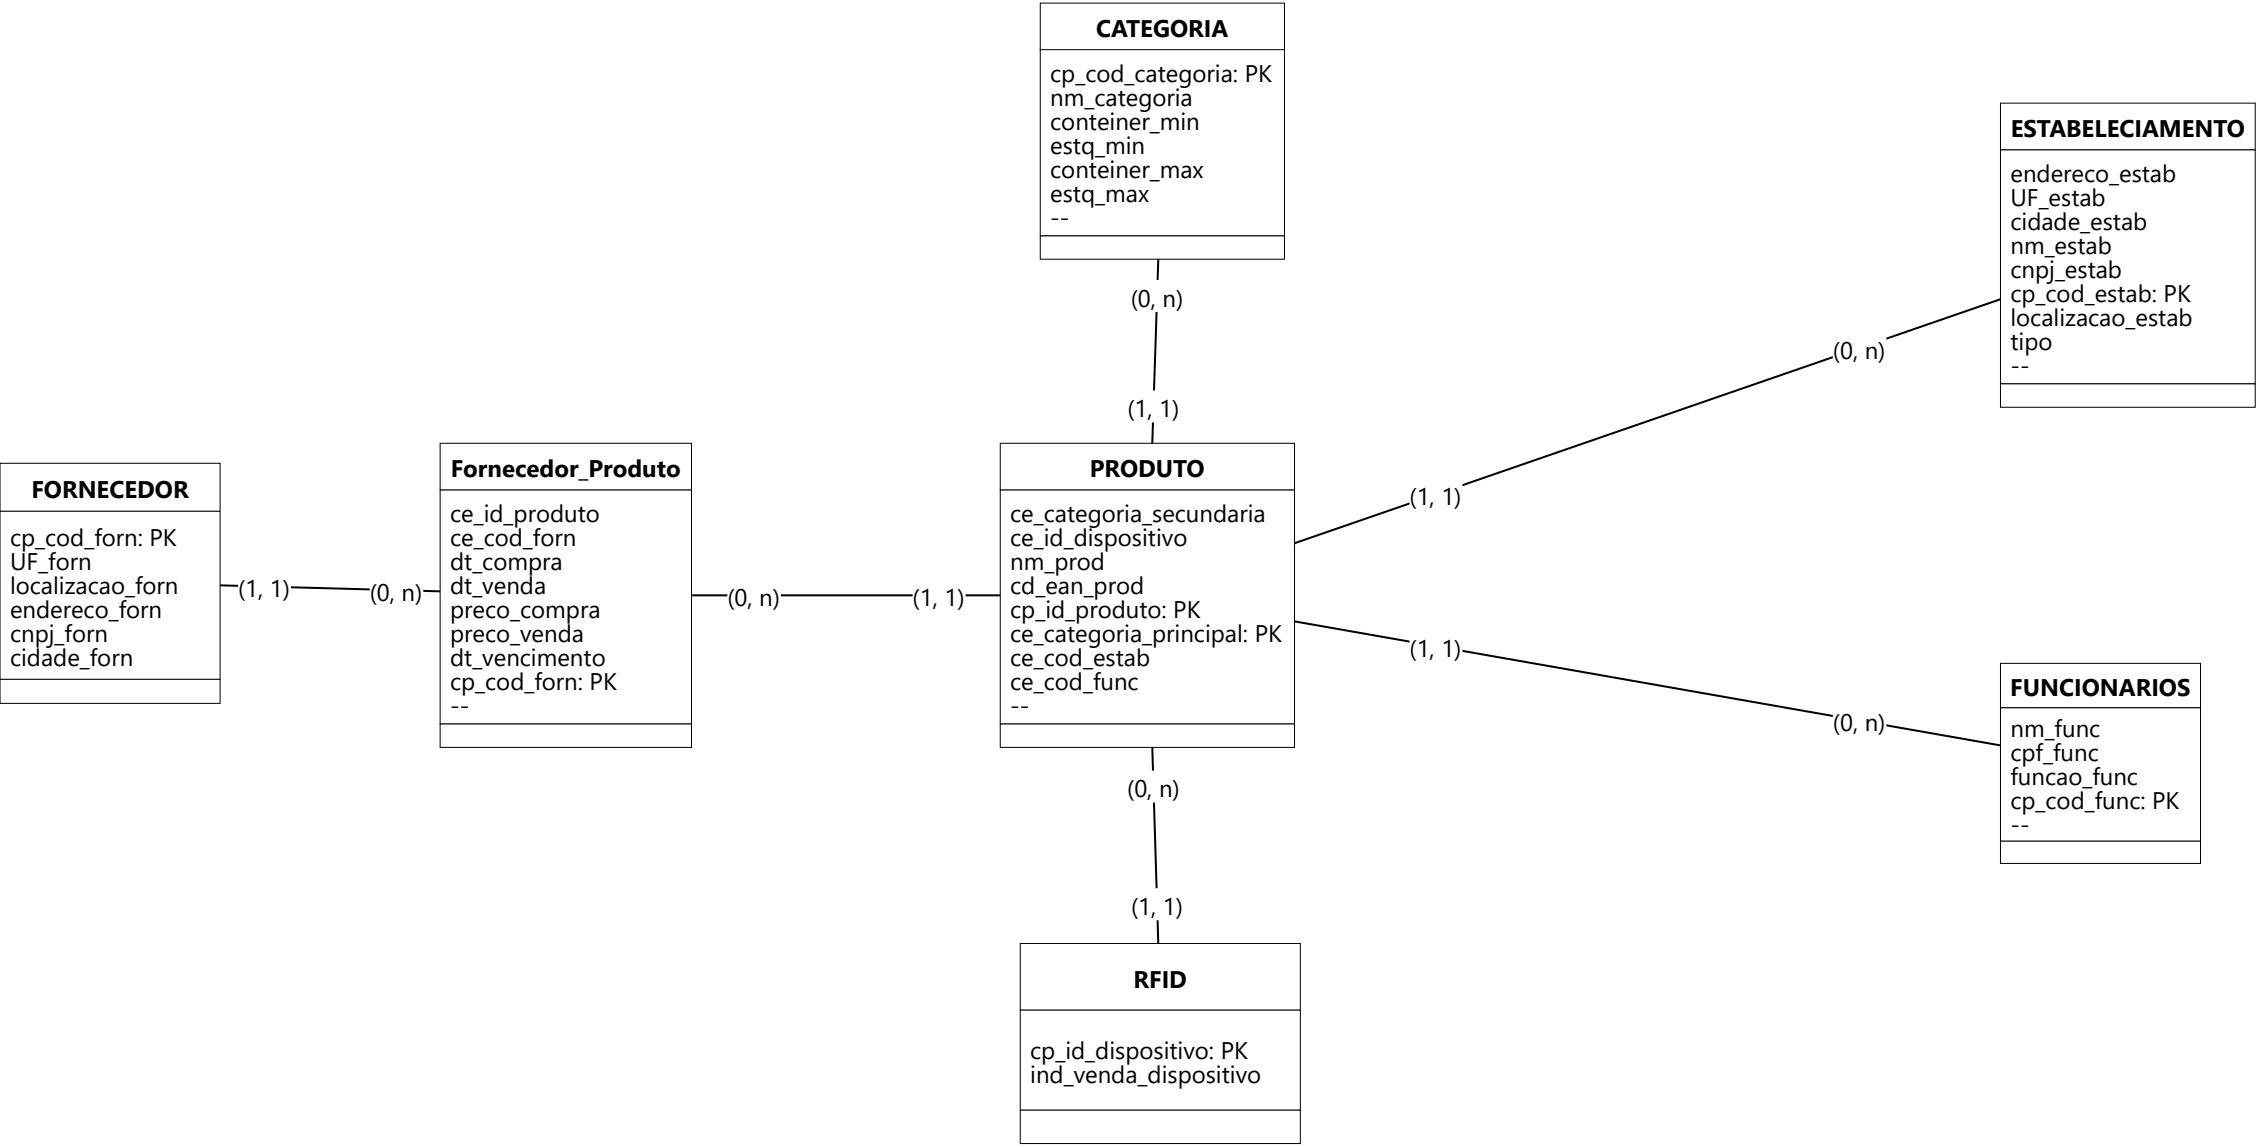 CATEGORIA
cp_cod_categoria: PK
nm_categoria
conteiner_min
estq_min
conteiner_max
estq_max
--
(0, n)
(1, 1)
ESTABELECIAMENTO
endereco_estab
UF_estab
cidade_estab
nm_estab
cnpj_estab
cp_cod_estab: PK
localizacao_estab
tipo
--
(0, n)
(1, 1)
FORNECEDOR
cp_cod_forn: PK
UF_forn
localizacao_forn
endereco_forn
cnpj_forn
cidade_forn
(1, 1)
(0, n)
Fornecedor_Produto
ce_id_produto
ce_cod_forn
dt_compra
dt_venda
preco_compra
preco_venda
dt_vencimento
cp_cod_forn: PK
--
(0, n)
(1, 1)
PRODUTO
ce_categoria_secundaria
ce_id_dispositivo
nm_prod
cd_ean_prod
cp_id_produto: PK
ce_categoria_principal: PK
ce_cod_estab
ce_cod_func
--
(1, 1)
(0, n)
FUNCIONARIOS
nm_func
cpf_func
funcao_func
cp_cod_func: PK
--
(0, n)
(1, 1)
RFID
cp_id_dispositivo: PK
ind_venda_dispositivo